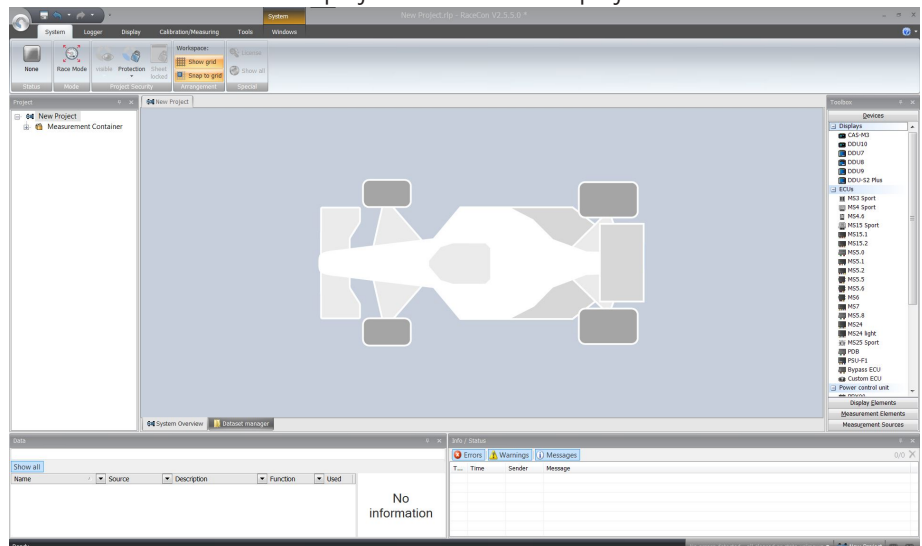 System
New Project.rtp - RaceCon V2.5.5.0 *
System
Logger
Display
Calibration/Measuring
Tools
Windows
None
Race Mode
visible
Protection
Sheet
locked
Workspace:
Show grid
Snap to grid
License
Show all
Status
Mode
Project Security
Arrangement
Special
Project
New Project
Measurement Container
New Project
System Overview
Dataset manager
Toolbox
Devices
Displays
CAS-M3
DDU10
DDU7
DDU8
DDU9
DDU-S2 Plus
ECUs
MS3 Sport
MS4 Sport
MS4.6
MS15 Sport
MS15.1
MS15.2
MS5.0
MS5.1
MS5.2
MS5.5
MS5.6
MS6
MS7
MS5.8
MS24
MS24 light
MS25 Sport
PDB
PSU-F1
Bypass ECU
Custom ECU
Power control unit
Display Elements
Measurement Elements
Measurement Sources
Data
Show all
Name
Source
Description
Function
Used
No
information
Info / Status
Errors
Warnings
Messages
0/0
T...
Time
Sender
Message